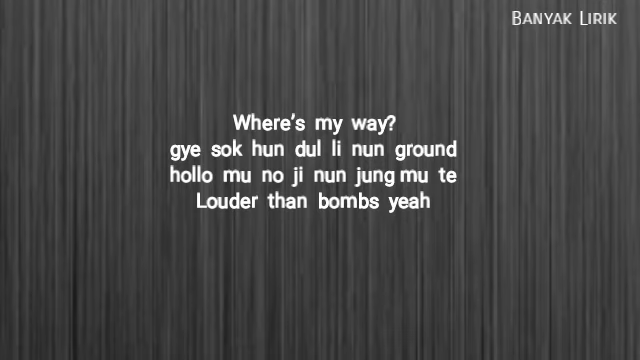 BANYAK LIRIK
Where's my way?
gye sok hun dul li nun ground
hollo mu no ji nun jung mu te
Louder than bombs yeah